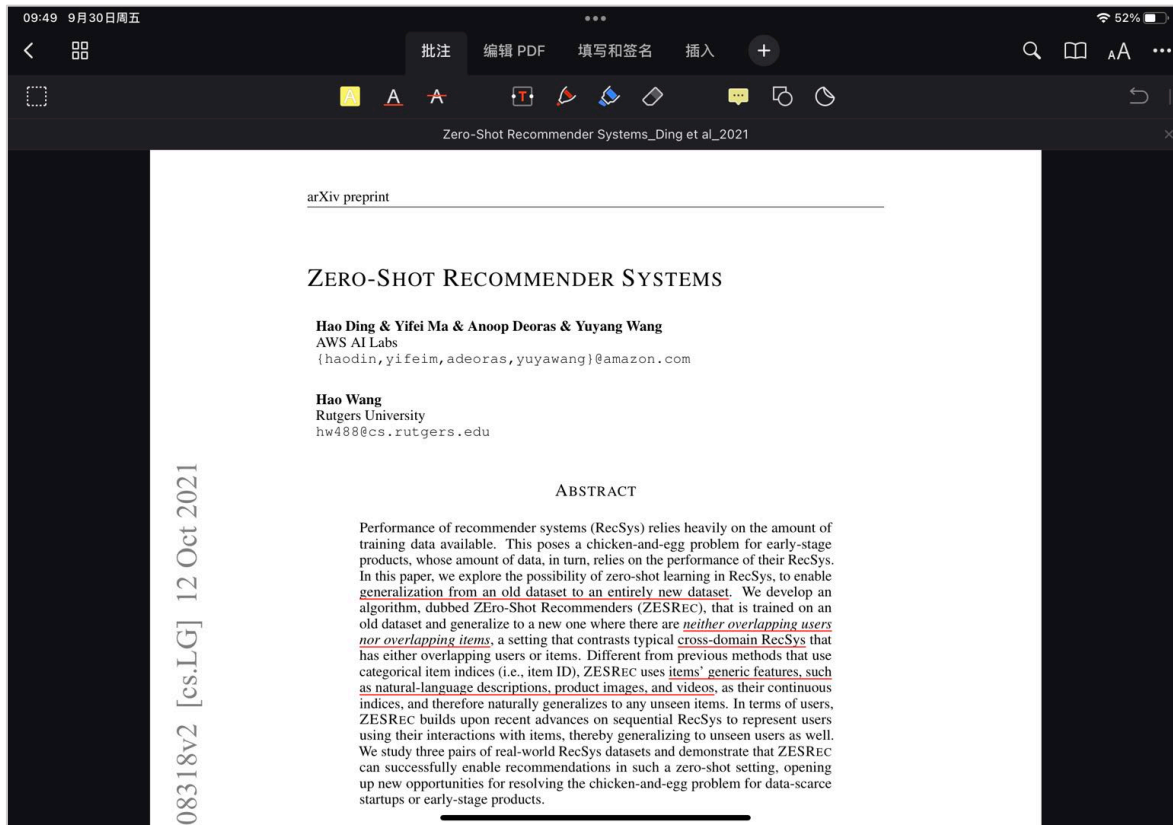 09:49 9月30日周五
52%
批注 编辑 PDF 填写和签名 插入
AA
A A A T
Zero-Shot Recommender Systems_Ding et al_2021
arXiv preprint
ZERO-SHOT RECOMMENDER SYSTEMS
Hao Ding & Yifei Ma & Anoop Deoras & Yuyang Wang
AWS AI Labs
{haodin,yifeim,adeoras,yuyawang}@amazon.com
Hao Wang
Rutgers University
hw488@cs.rutgers.edu
08318v2 [cs.LG] 12 Oct 2021
ABSTRACT
Performance of recommender systems (RecSys) relies heavily on the amount of
training data available. This poses a chicken-and-egg problem for early-stage
products, whose amount of data, in turn, relies on the performance of their RecSys.
In this paper, we explore the possibility of zero-shot learning in RecSys, to enable
generalization from an old dataset to an entirely new dataset. We develop an
algorithm, dubbed ZEro-Shot Recommenders (ZESREC), that is trained on an
old dataset and generalize to a new one where there are neither overlapping users
nor overlapping items, a setting that contrasts typical cross-domain RecSys that
has either overlapping users or items. Different from previous methods that use
categorical item indices (i.e., item ID), ZESREC uses items' generic features, such
as natural-language descriptions, product images, and videos, as their continuous
indices, and therefore naturally generalizes to any unseen items. In terms of users,
ZESREC builds upon recent advances on sequential RecSys to represent users
using their interactions with items, thereby generalizing to unseen users as well.
We study three pairs of real-world RecSys datasets and demonstrate that ZESREC
can successfully enable recommendations in such a zero-shot setting, opening
up new opportunities for resolving the chicken-and-egg problem for data-scarce
startups or early-stage products.